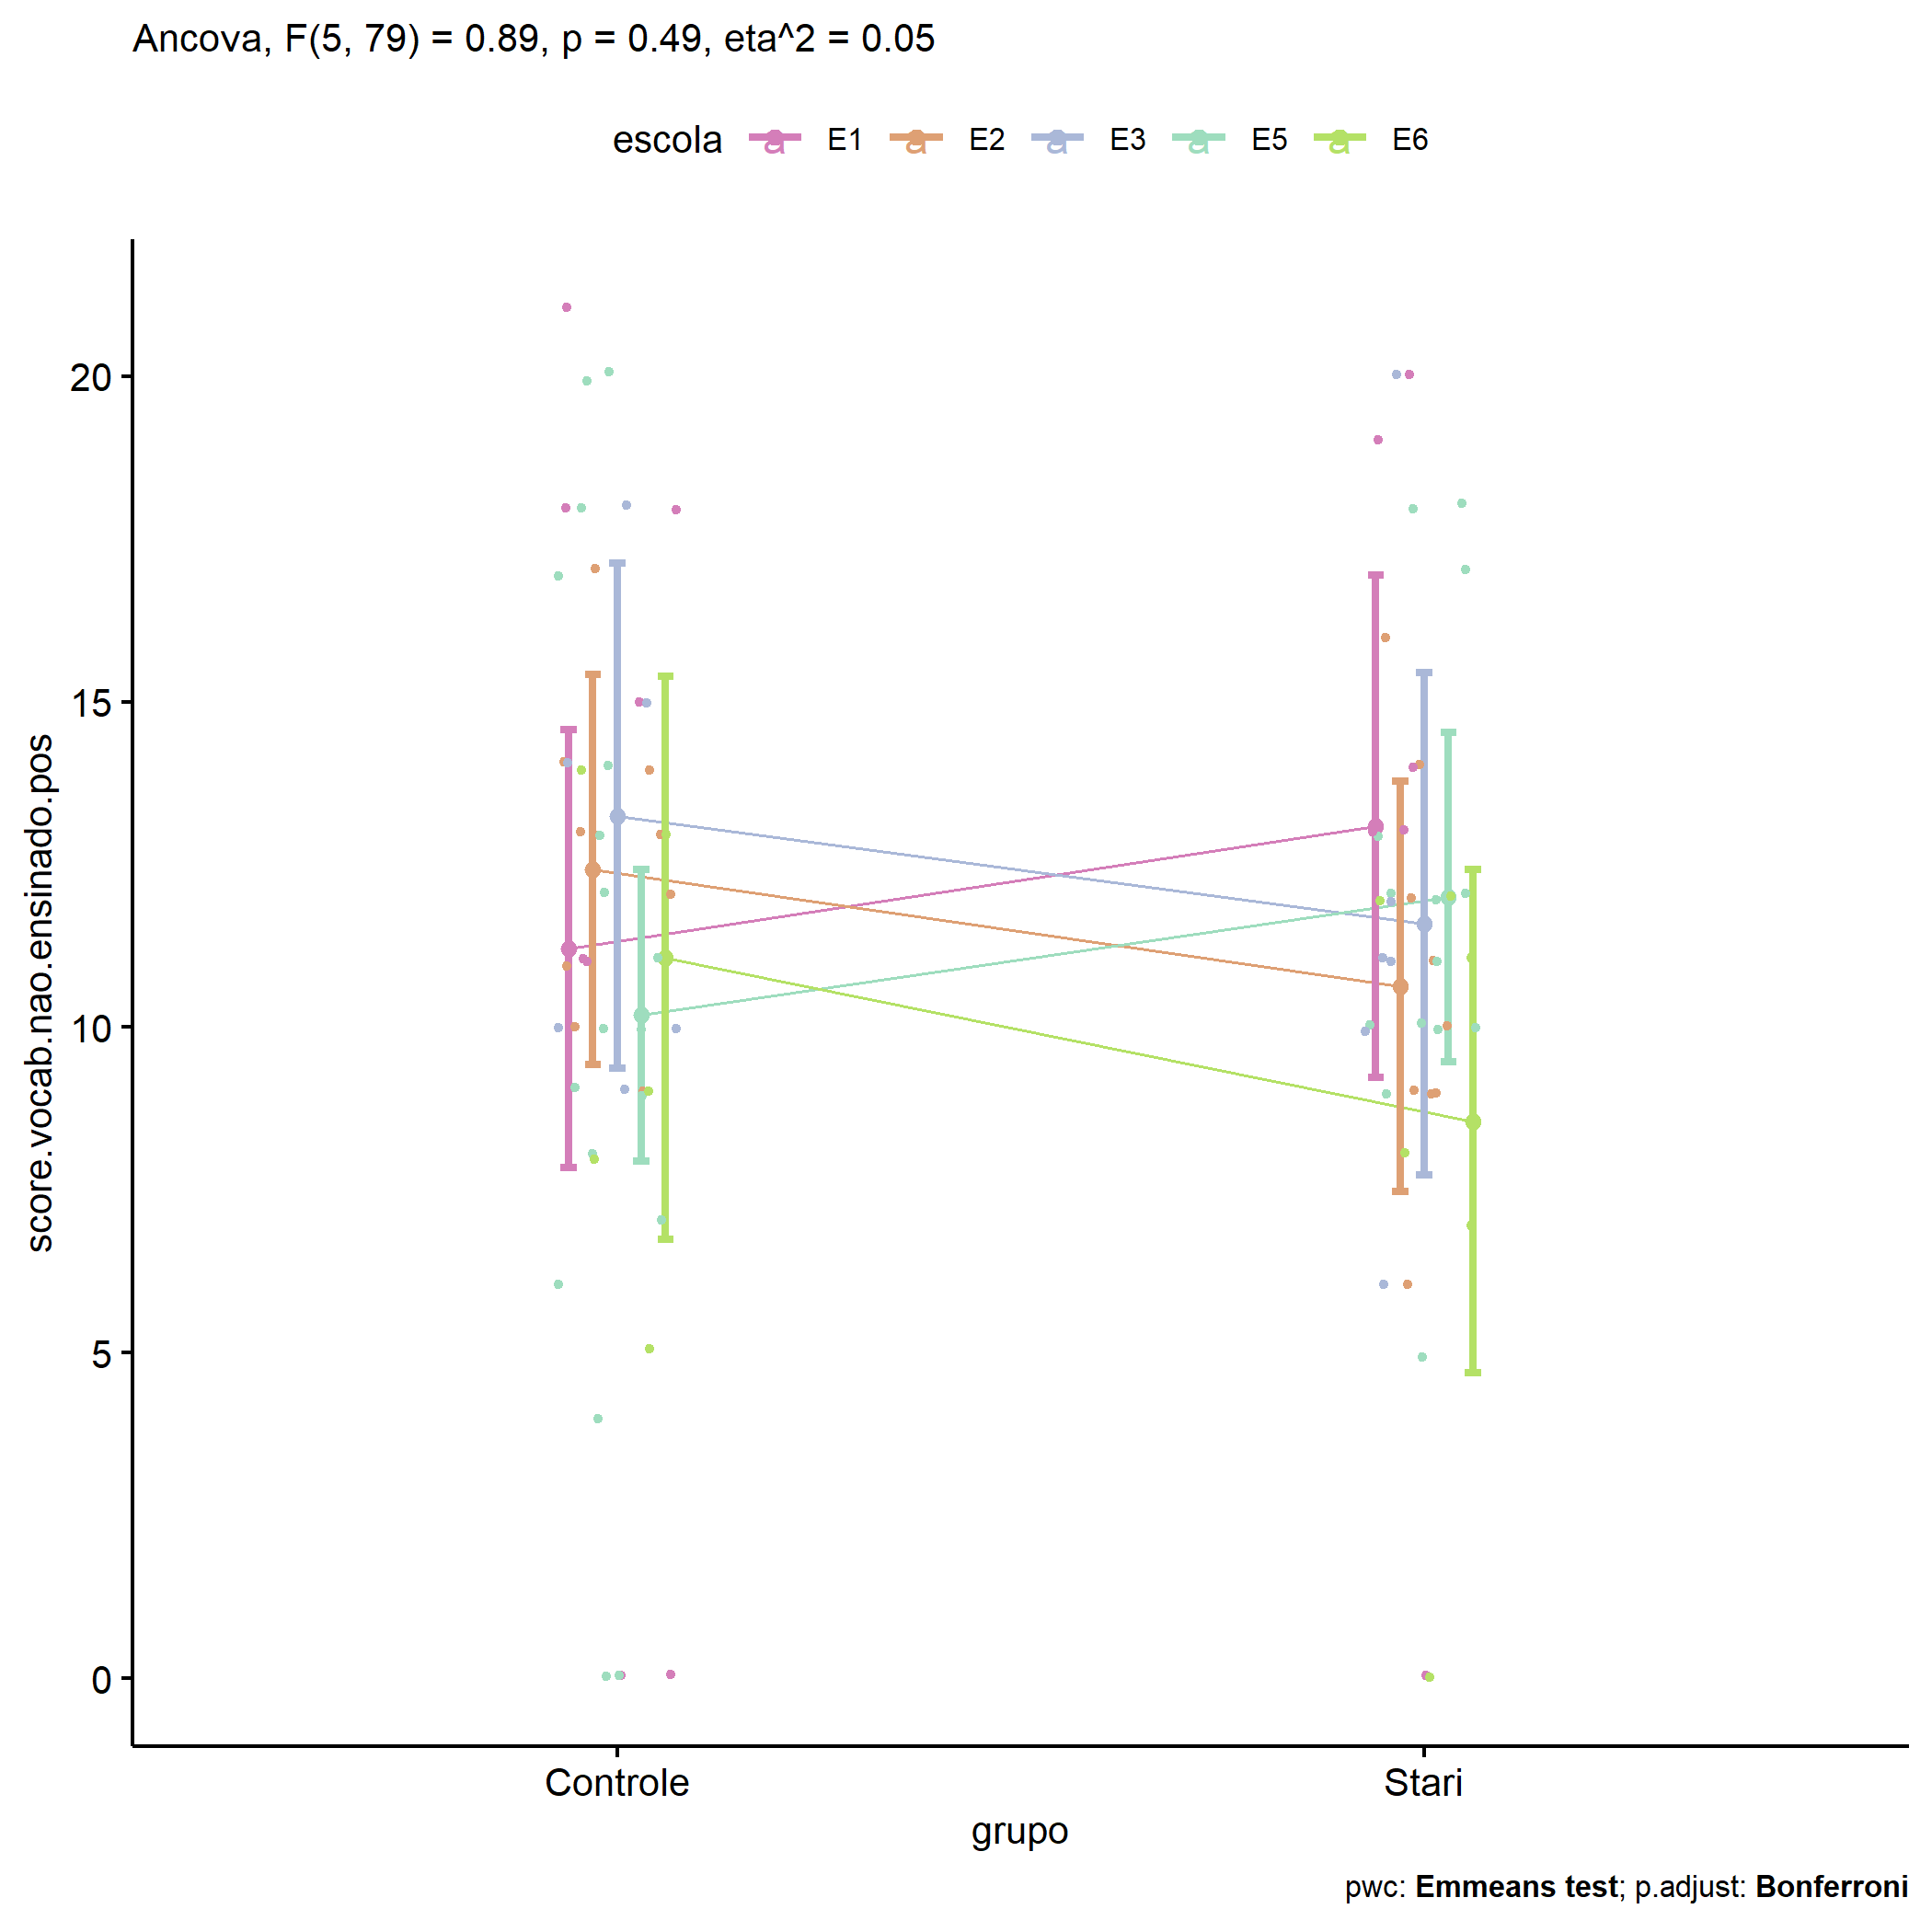 Ancova, F(5, 79) = 0.89, p = 0.49, eta^2 = 0.05
escola a E1 a E2 a E3 a E5 a E6
20
15
10
5
0
score.vocab.nao.ensinado.pos
Controle Stari
grupo
pwc: Emmeans test; p.adjust: Bonferroni